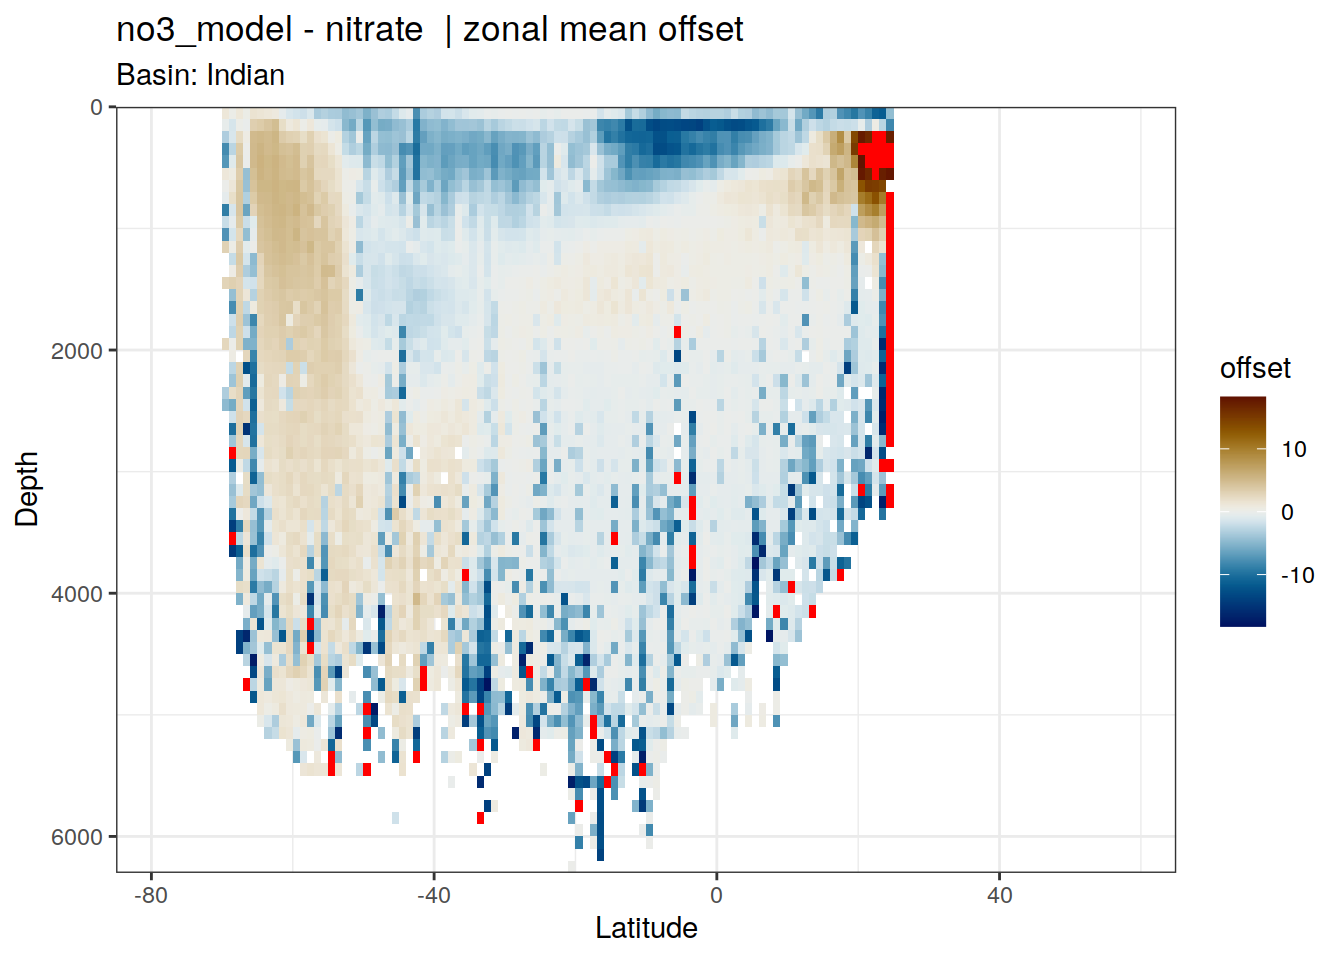 no3_model - nitrate  | zonal mean offset
Basin: Indian
0
2000
4000
6000
Depth
-80
-40
0
40
Latitude
offset
10
0
-10